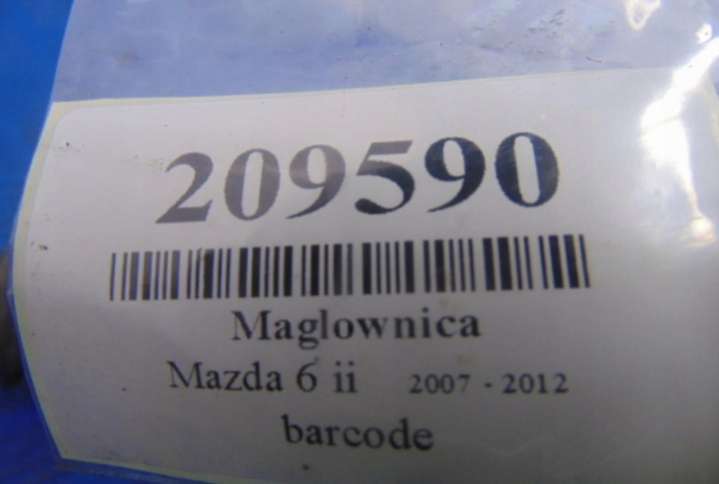 209590
Maglownica
Mazda 6 ii 2007 - 2012
barcode